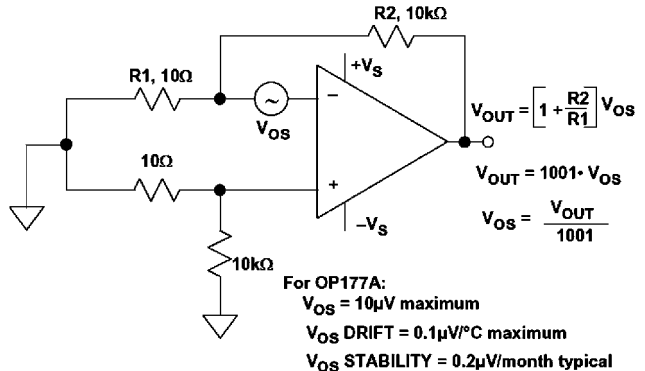 R2, 10kΩ
+VS
R1, 10Ω
~
−
VOS
VOUT = [1 + R2/R1] VOS
10Ω
VOUT = 1001• VOS
+
−VS
VOS = VOUT/1001
10kΩ
For OP177A:
VOS = 10µV maximum
VOS DRIFT = 0.1µV/°C maximum
VOS STABILITY = 0.2µV/month typical